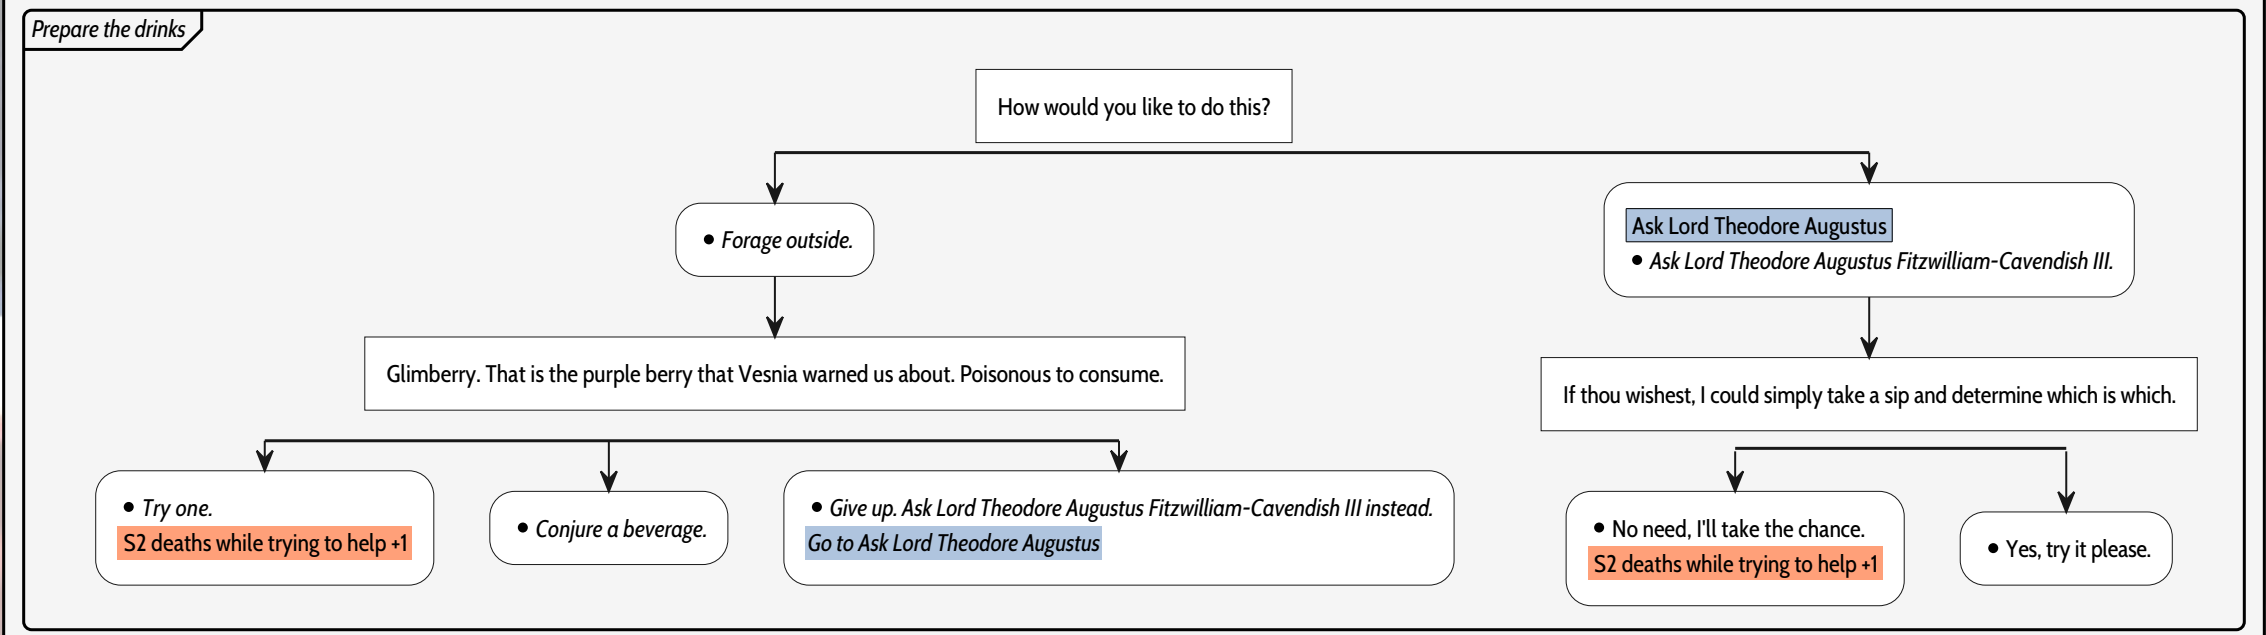 Prepare the drinks
How would you like to do this?
• Forage outside.
Ask Lord Theodore Augustus
• Ask Lord Theodore Augustus Fitzwilliam-Cavendish III.
Glimberry. That is the purple berry that Vesnia warned us about. Poisonous to consume.
If thou wishest, I could simply take a sip and determine which is which.
• Try one.
S2 deaths while trying to help +1
• Conjure a beverage.
• Give up. Ask Lord Theodore Augustus Fitzwilliam-Cavendish III instead.
Go to Ask Lord Theodore Augustus
• No need, I'll take the chance.
S2 deaths while trying to help +1
• Yes, try it please.